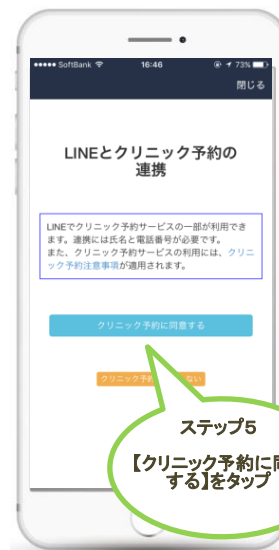 SoftBank 16:46 73%
閉じる
LINEとクリニック予約の
連携
LINEでクリニック予約サービスの一部が利用でき
ます。連携には氏名と電話番号が必要です。
また、クリニック予約サービスの利用には、クリニ
ック予約注意事項が適用されます。
クリニック予約に同意する
クリニック予約 ない
ステップ5
【クリニック予約に同
する】をタップ